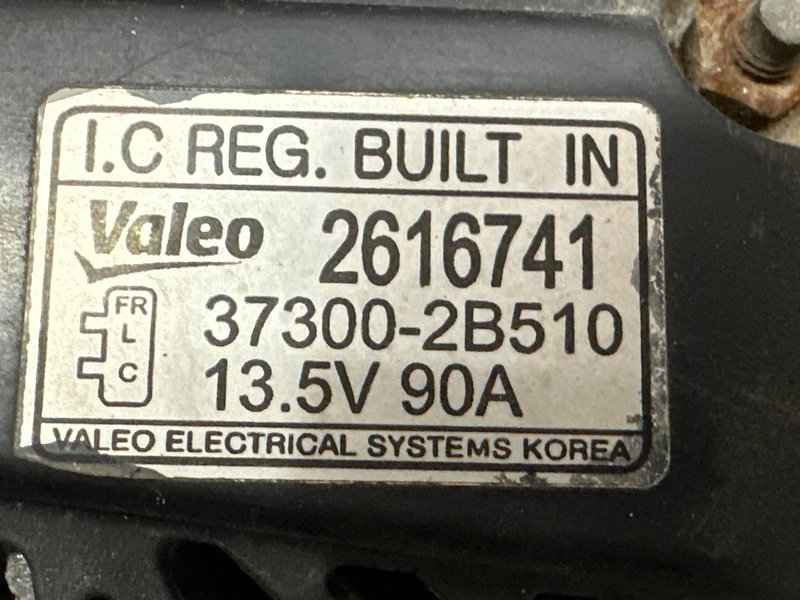 I.C REG. BUILT IN
Valeo 2616741
FR
L
C
37300-2B510
13.5V 90A
VALEO ELECTRICAL SYSTEMS KOREA